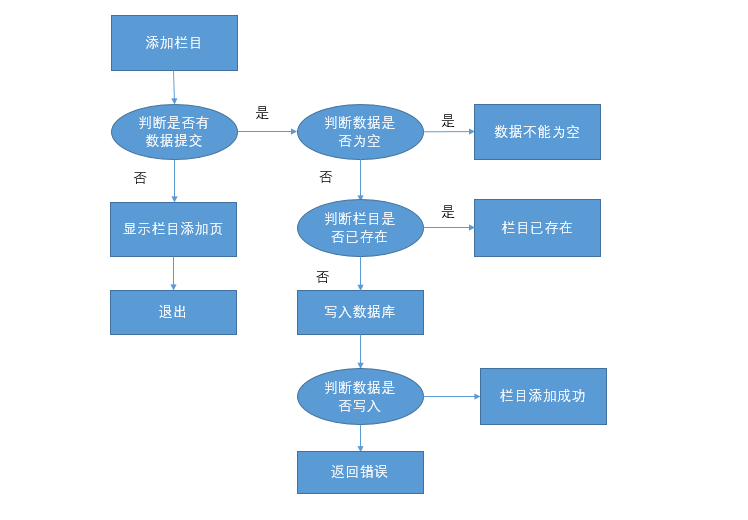 添加栏目
判断是否有
数据提交
是
判断数据是
否为空
是
数据不能为空
否
否
显示栏目添加页
判断栏目是
否已存在
是
栏目已存在
否
退出
写入数据库
判断数据是
否写入
栏目添加成功
返回错误